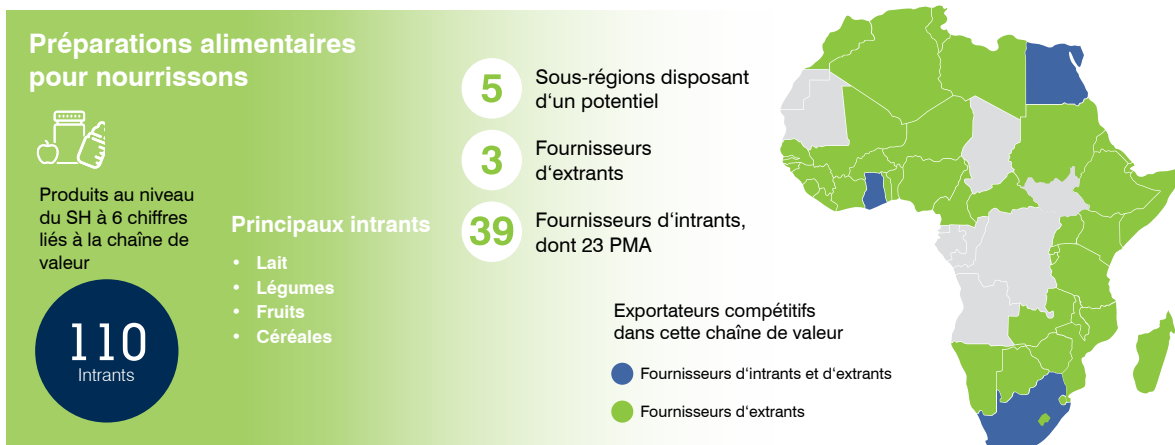 Préparations alimentaires
pour nourrissons
Produits au niveau
du SH à 6 chiffres
liés à la chaîne de
valeur
110
Intrants
Principaux intrants
• Lait
• Légumes
• Fruits
• Céréales
5
Sous-régions disposant
d‘un potentiel
3
Fournisseurs
d'extrants
39
Fournisseurs d‘intrants,
dont 23 PMA
Exportateurs compétitifs
dans cette chaîne de valeur
Fournisseurs d‘intrants et d‘extrants
Fournisseurs d'extrants